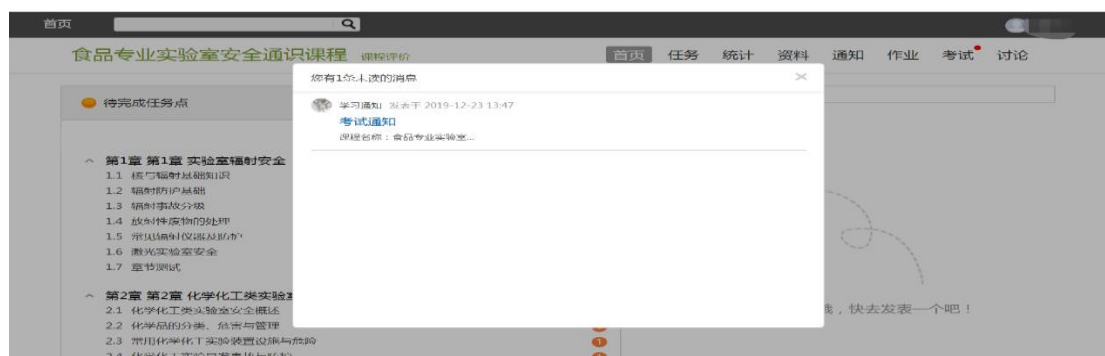 首页
食品专业实验室安全通识课程 课程评价
首页 任务 统计 资料 通知 作业 考试 讨论
您有1条未读的消息
待完成任务点
学习通知 发表于 2019-12-23 13:47
考试通知
课程名称：食品专业实验室...
第1章 第1章 实验室辐射安全
1.1 核与辐射基础知识
1.2 辐射防护基础
1.3 辐射事故分级
1.4 放射性废物的处理
1.5 常见辐射仪器及防护
1.6 激光实验室安全
1.7 章节测试
第2章 第2章 化学化工类实验室
2.1 化学化工类实验室安全概述
2.2 化学品的分类、危害与管理
，快去发表一个吧！
2.3 常用化学化工实验装置设施与危险 1